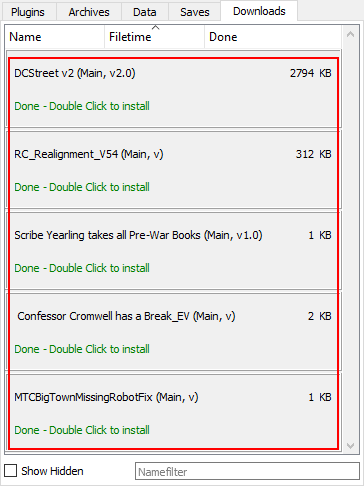 Plugins Archives Data Saves Downloads
Name Filetime Done
DCStreet v2 (Main, v2.0) 2794 KB
Done - Double Click to install
RC_Realignment_V54 (Main, v) 312 KB
Done - Double Click to install
Scribe Yearling takes all Pre-War Books (Main, v1.0) 1 KB
Done - Double Click to install
Confessor Cromwell has a Break_EV (Main, v) 2 KB
Done - Double Click to install
MTCBigTownMissingRobotFix (Main, v) 1 KB
Done - Double Click to install
Show Hidden Namefilter